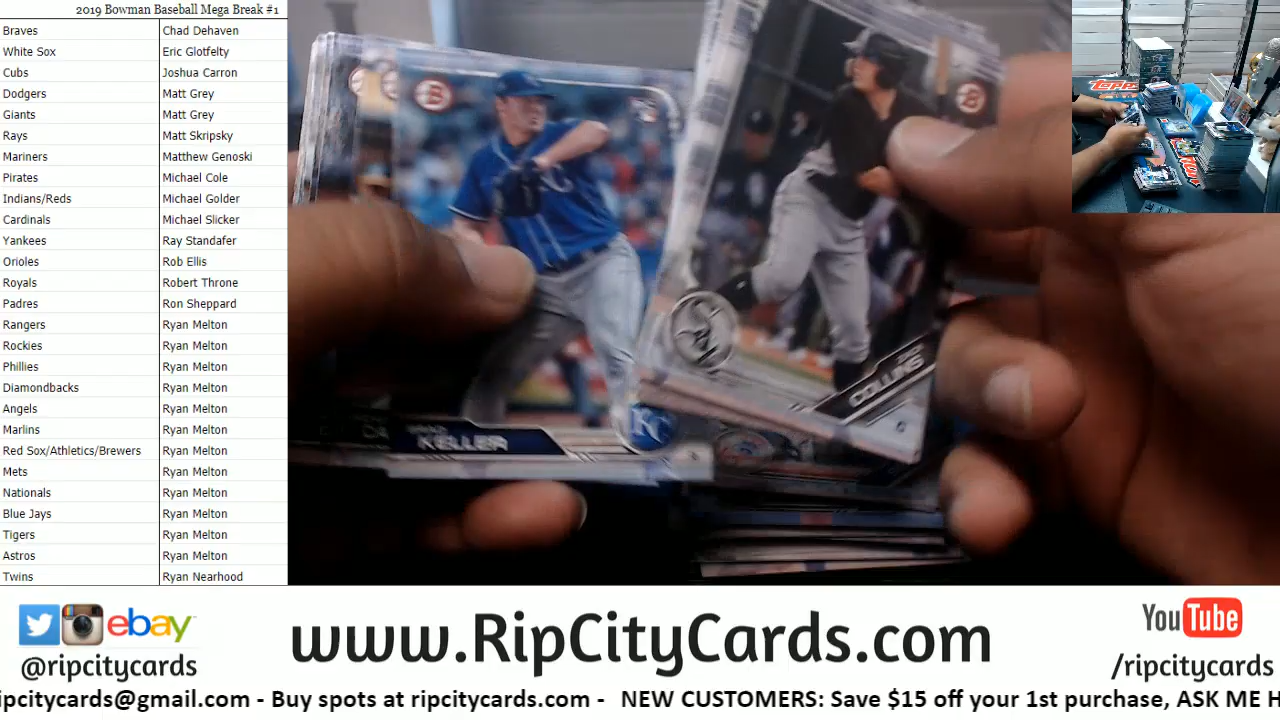 2019 Bowman Baseball Mega Break #1
Braves Chad Dehaven
White Sox Eric Glotfelty
Cubs Joshua Carron
Dodgers Matt Grey
Giants Matt Grey
Rays Matt Skripsky
Mariners Matthew Genoski
Pirates Michael Cole
Indians/Reds Michael Golder
Cardinals Michael Slicker
Yankees Ray Standafer
Orioles Rob Ellis
Royals Robert Throne
Padres Ron Sheppard
Rangers Ryan Melton
Rockies Ryan Melton
Phillies Ryan Melton
Diamondbacks Ryan Melton
Angels Ryan Melton
Marlins Ryan Melton
Red Sox/Athletics/Brewers Ryan Melton
Mets Ryan Melton
Nationals Ryan Melton
Blue Jays Ryan Melton
Tigers Ryan Melton
Astros Ryan Melton
Twins Ryan Nearhood
B
B
KC
KELLER
COLLINS
Topps
ebay
@ripcitycards
www.RipCityCards.com
YouTube
/ripcitycards
ipcitycards@gmail.com - Buy spots at ripcitycards.com - NEW CUSTOMERS: Save $15 off your 1st purchase, ASK ME H